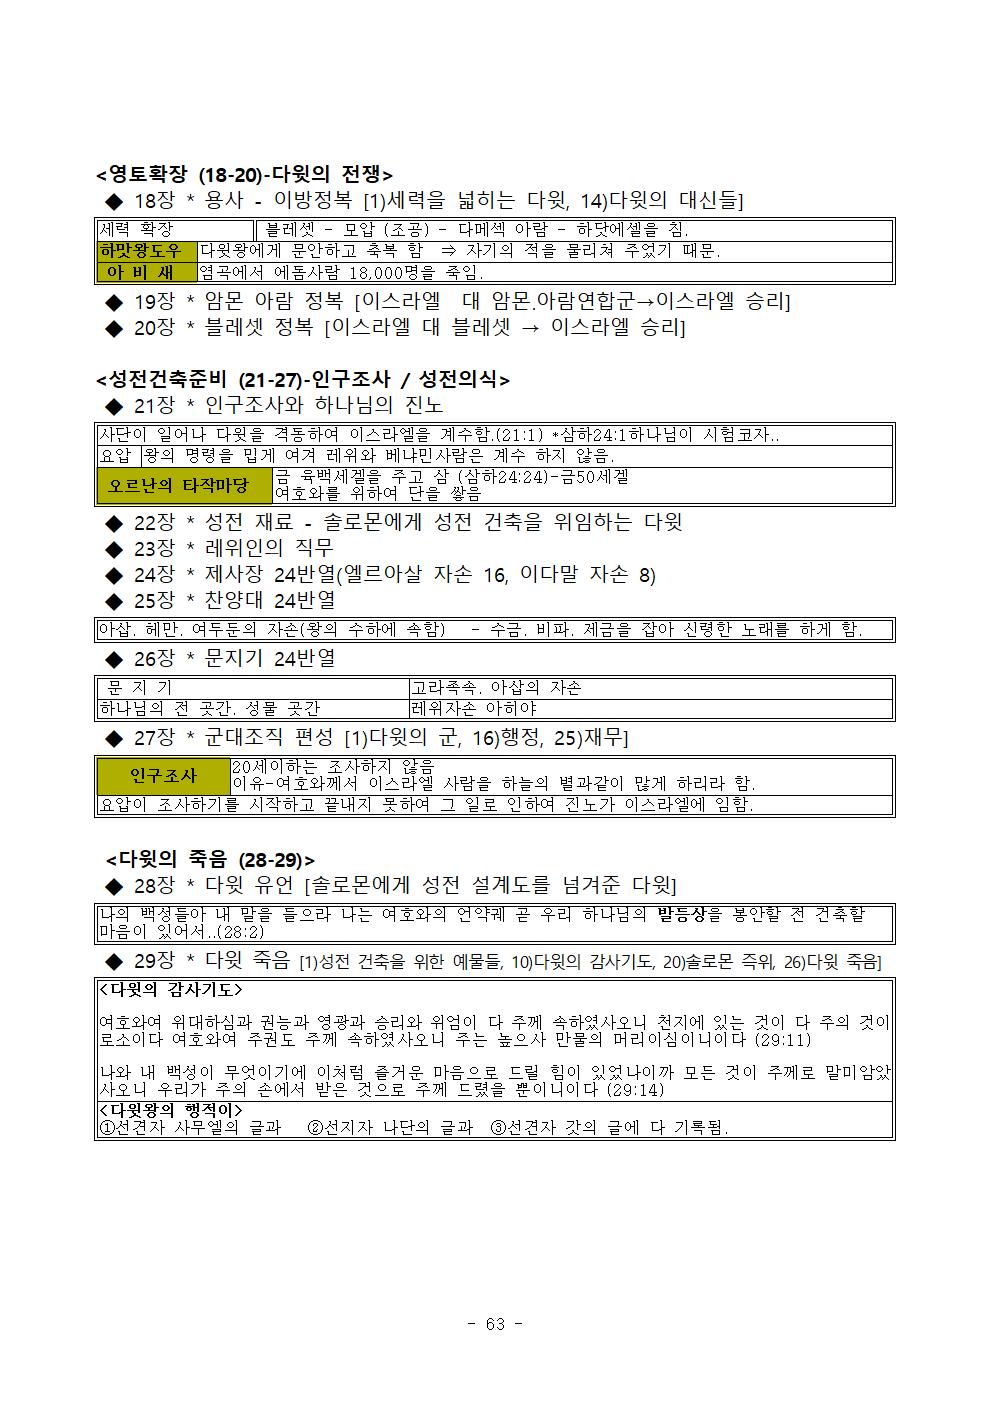 <영토확장 (18-20)-다윗의 전쟁>
◆ 18장 * 용사 - 이방정복 [1)세력을 넓히는 다윗, 14)다윗의 대신들]
세력 확장 블레셋 - 모압 (조공) - 다메섹 아람 - 하닷에셀을 침.
하맛왕도우 다윗왕에게 문안하고 축복 함 ⇒ 자기의 적을 물리쳐 주었기 때문.
아 비 새 염곡에서 에돔사람 18,000명을 죽임.
◆ 19장 * 암몬 아람 정복 [이스라엘 대 암몬.아람연합군→이스라엘 승리]
◆ 20장 * 블레셋 정복 [이스라엘 대 블레셋 → 이스라엘 승리]
<성전건축준비 (21-27)-인구조사 / 성전의식>
◆ 21장 * 인구조사와 하나님의 진노
사단이 일어나 다윗을 격동하여 이스라엘을 계수함.(21:1) *삼하24:1하나님이 시험코자..
요압 왕의 명령을 밉게 여겨 레위와 베냐민사람은 계수 하지 않음.
오르난의 타작마당 금 육백세겔을 주고 삼 (삼하24:24)-금50세겔
여호와를 위하여 단을 쌓음
◆ 22장 * 성전 재료 - 솔로몬에게 성전 건축을 위임하는 다윗
◆ 23장 * 레위인의 직무
◆ 24장 * 제사장 24반열(엘르아살 자손 16, 이다말 자손 8)
◆ 25장 * 찬양대 24반열
아삽. 헤만. 여두둔의 자손(왕의 수하에 속함) - 수금. 비파. 제금을 잡아 신령한 노래를 하게 함.
◆ 26장 * 문지기 24반열
문 지 기 고라족속. 아삽의 자손
하나님의 전 곳간. 성물 곳간 레위자손 아히야
◆ 27장 * 군대조직 편성 [1)다윗의 군, 16)행정, 25)재무]
인구조사 20세이하는 조사하지 않음
이유-여호와께서 이스라엘 사람을 하늘의 별과같이 많게 하리라 함.
요압이 조사하기를 시작하고 끝내지 못하여 그 일로 인하여 진노가 이스라엘에 임함.
<다윗의 죽음 (28-29)>
◆ 28장 * 다윗 유언 [솔로몬에게 성전 설계도를 넘겨준 다윗]
나의 백성들아 내 말을 들으라 나는 여호와의 언약궤 곧 우리 하나님의 발등상을 봉안할 전 건축할
마음이 있어서..(28:2)
◆ 29장 * 다윗 죽음 [1)성전 건축을 위한 예물들, 10)다윗의 감사기도, 20)솔로몬 즉위, 26)다윗 죽음]
<다윗의 감사기도>
여호와여 위대하심과 권능과 영광과 승리와 위엄이 다 주께 속하였사오니 천지에 있는 것이 다 주의 것이
로소이다 여호와여 주권도 주께 속하였사오니 주는 높으사 만물의 머리이심이니이다 (29:11)
나와 내 백성이 무엇이기에 이처럼 즐거운 마음으로 드릴 힘이 있었나이까 모든 것이 주께로 말미암았
사오니 우리가 주의 손에서 받은 것으로 주께 드렸을 뿐이니이다 (29:14)
<다윗왕의 행적이>
①선견자 사무엘의 글과 ②선지자 나단의 글과 ③선견자 갓의 글에 다 기록됨.
- 63 -